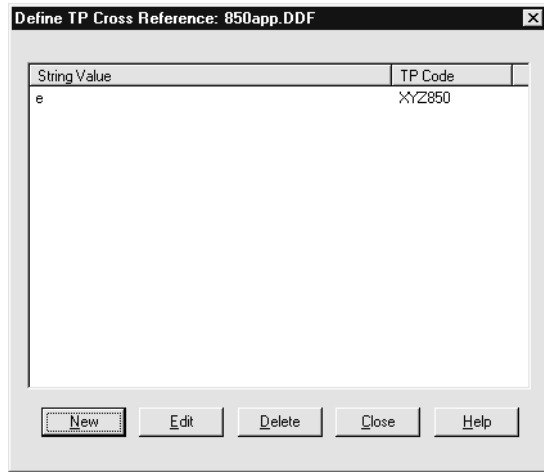 Define TP Cross Reference: 850app.DDF
String Value TP Code
e XYZ850
New Edit Delete Close Help